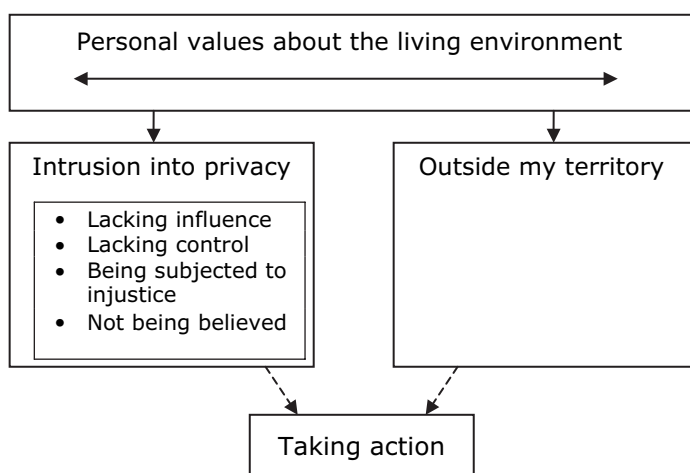 Personal values about the living environment
Intrusion into privacy
• Lacking influence
• Lacking control
• Being subjected to
injustice
• Not being believed
Outside my territory
Taking action